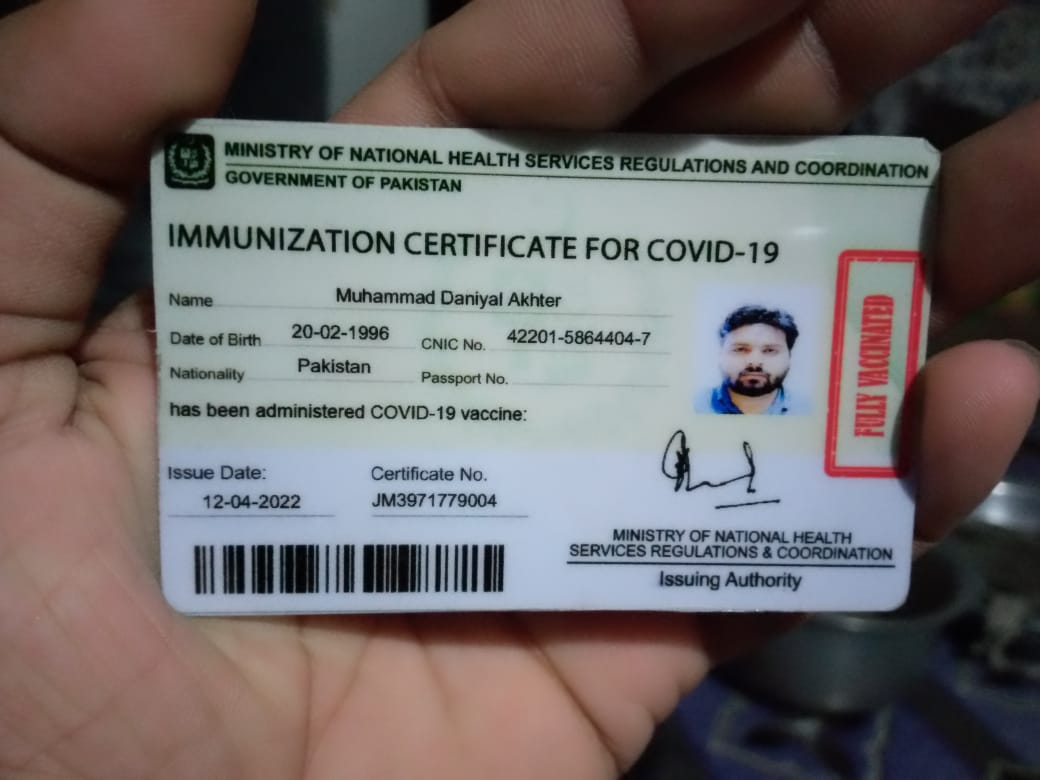 MINISTRY OF NATIONAL HEALTH SERVICES REGULATIONS AND COORDINATION
GOVERNMENT OF PAKISTAN
IMMUNIZATION CERTIFICATE FOR COVID-19
Name Muhammad Daniyal Akhter
Date of Birth 20-02-1996 CNIC No. 42201-5864404-7
Nationality Pakistan Passport No.
has been administered COVID-19 vaccine:
FULLY VACCINATED
Issue Date: Certificate No.
12-04-2022 JM3971779004
MINISTRY OF NATIONAL HEALTH
SERVICES REGULATIONS & COORDINATION
Issuing Authority